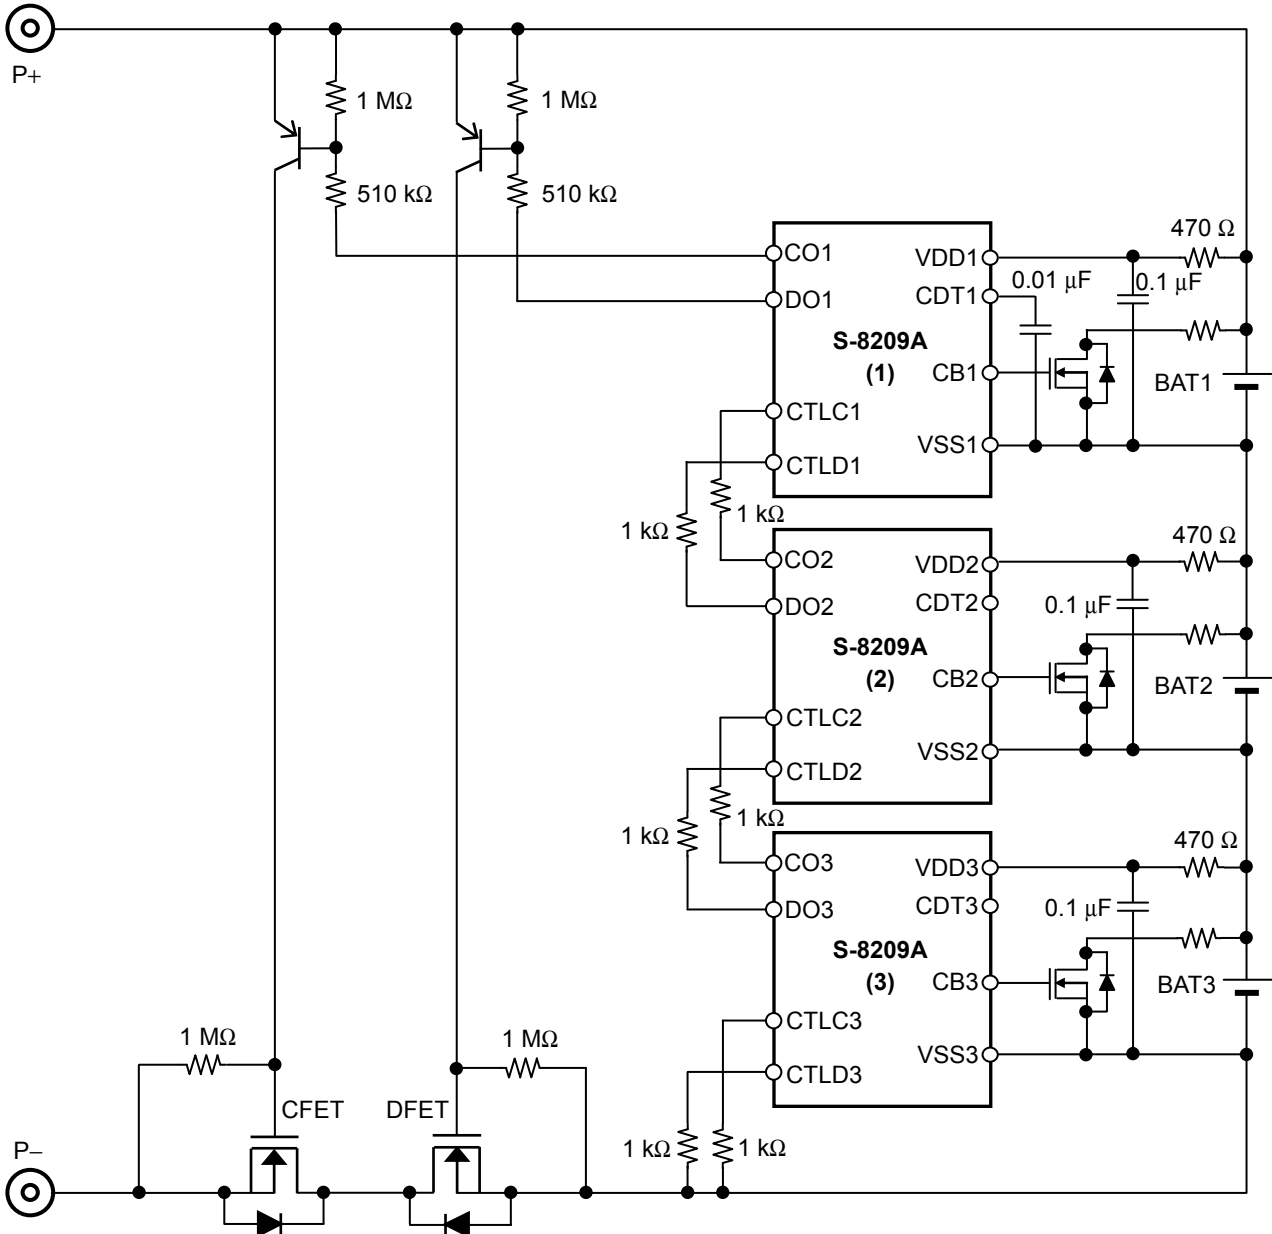 P+
1 MΩ
1 MΩ
510 kΩ
510 kΩ
470 Ω
CO1
VDD1
0.01 μF
0.1 μF
CDT1
DO1
S-8209A
(1)
CB1
BAT1
CTLC1
VSS1
CTLD1
1 kΩ
1 kΩ
470 Ω
CO2
VDD2
CDT2
0.1 μF
DO2
S-8209A
(2)
CB2
BAT2
CTLC2
VSS2
CTLD2
1 kΩ
1 kΩ
470 Ω
CO3
VDD3
CDT3
0.1 μF
DO3
S-8209A
(3)
CB3
BAT3
CTLC3
VSS3
CTLD3
1 MΩ
1 MΩ
CFET
DFET
1 kΩ
1 kΩ
P−